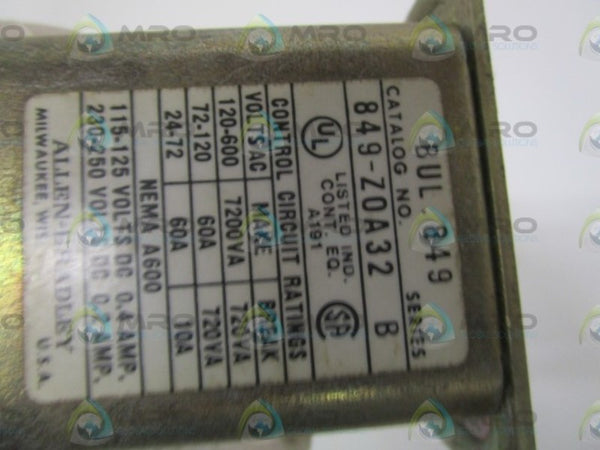 BUL 849
CATALOG NO. SERIES
849-Z0A32 B
UL LISTED IND. CONT. EQ. A191 SA
CONTROL CIRCUIT RATINGS
VOLTS AC MAKE BREAK
120-600 7200VA 720VA
72-120 60A 720VA
24-72 60A 10A
NEMA A600
115-125 VOLTS DC 0.4 AMP.
230-250 VOLTS DC 0. AMP.
ALLEN-BRADLEY
MILWAUKEE, WIS. U.S.A.
MRO